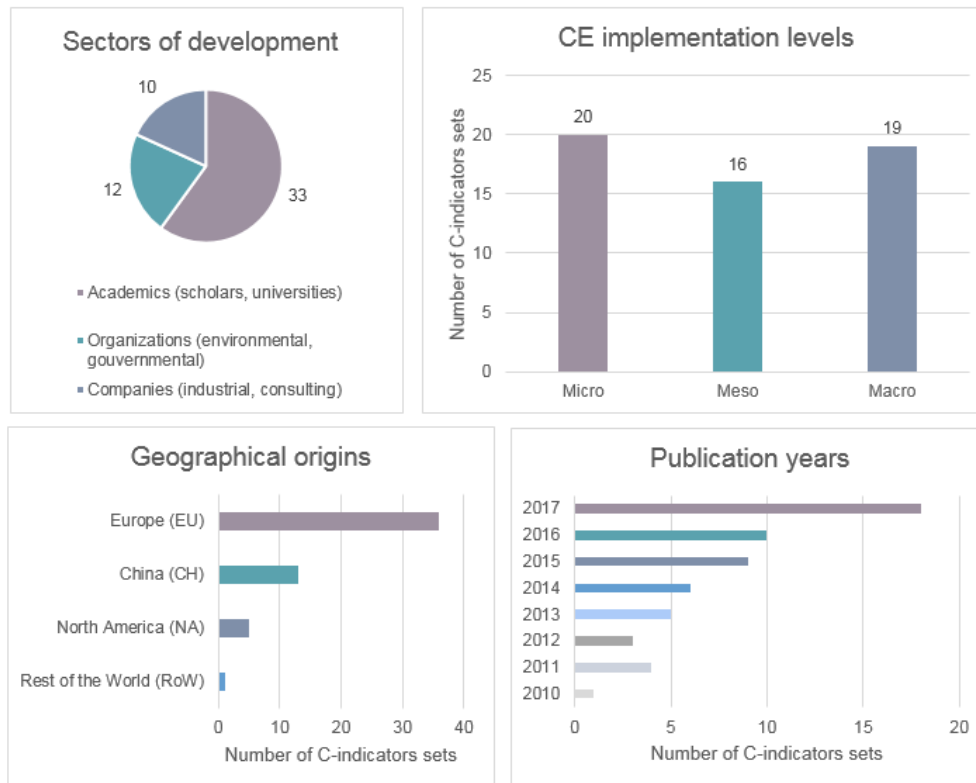 Sectors of development
10
12
33
Academics (scholars, universities)
Organizations (environmental,
gouvernmental)
Companies (industrial, consulting)
CE implementation levels
Number of C-indicators sets
25
20
15
10
5
0
20
16
19
Micro
Meso
Macro
Geographical origins
Europe (EU)
China (CH)
North America (NA)
Rest of the World (RoW)
0 10 20 30 40
Number of C-indicators sets
Publication years
2017
2016
2015
2014
2013
2012
2011
2010
0 5 10 15 20
Number of C-indicators sets